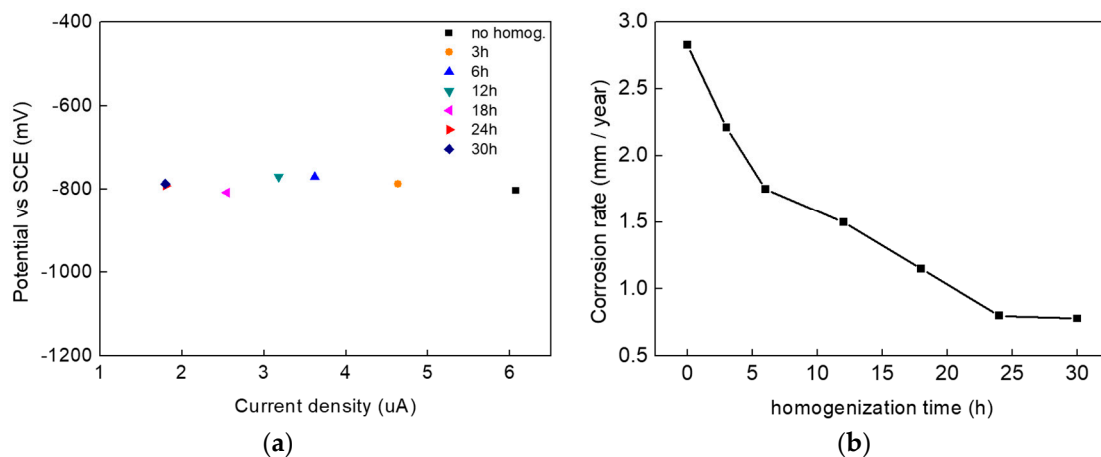 -400
-600
-800
-1000
-1200
Potential vs SCE (mV)
1 2 3 4 5 6
Current density (uA)
no homog.
3h
6h
12h
18h
24h
30h
(a)
3.0
2.5
2.0
1.5
1.0
0.5
Corrosion rate (mm / year)
0 5 10 15 20 25 30
homogenization time (h)
(b)